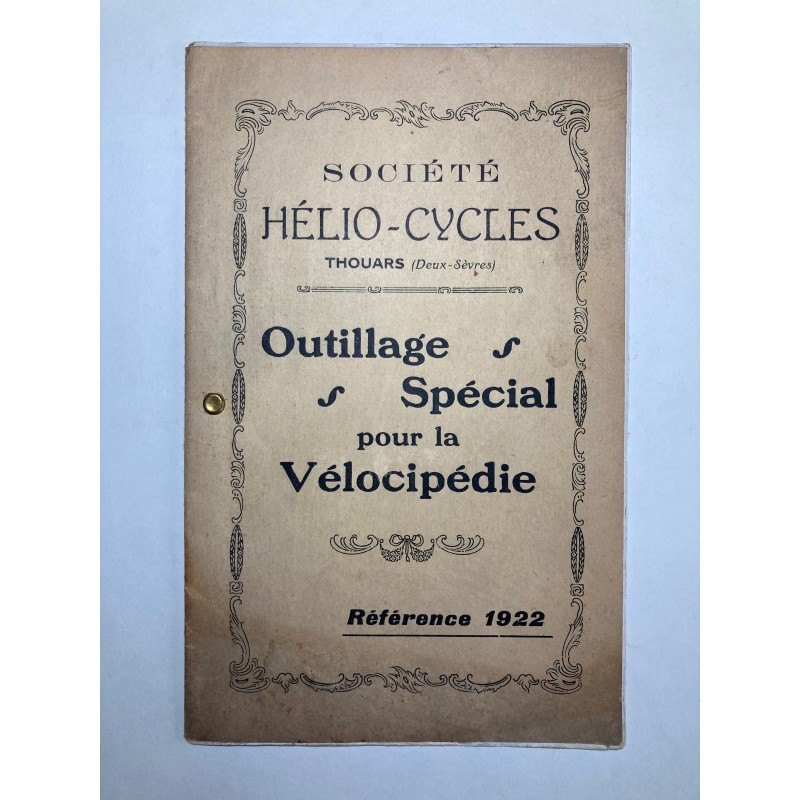 SOCIÉTÉ
HÉLIO-CYCLES
THOUARS (Deux-Sèvres)
Outillage
Spécial
pour la
Vélocipédie
Référence 1922